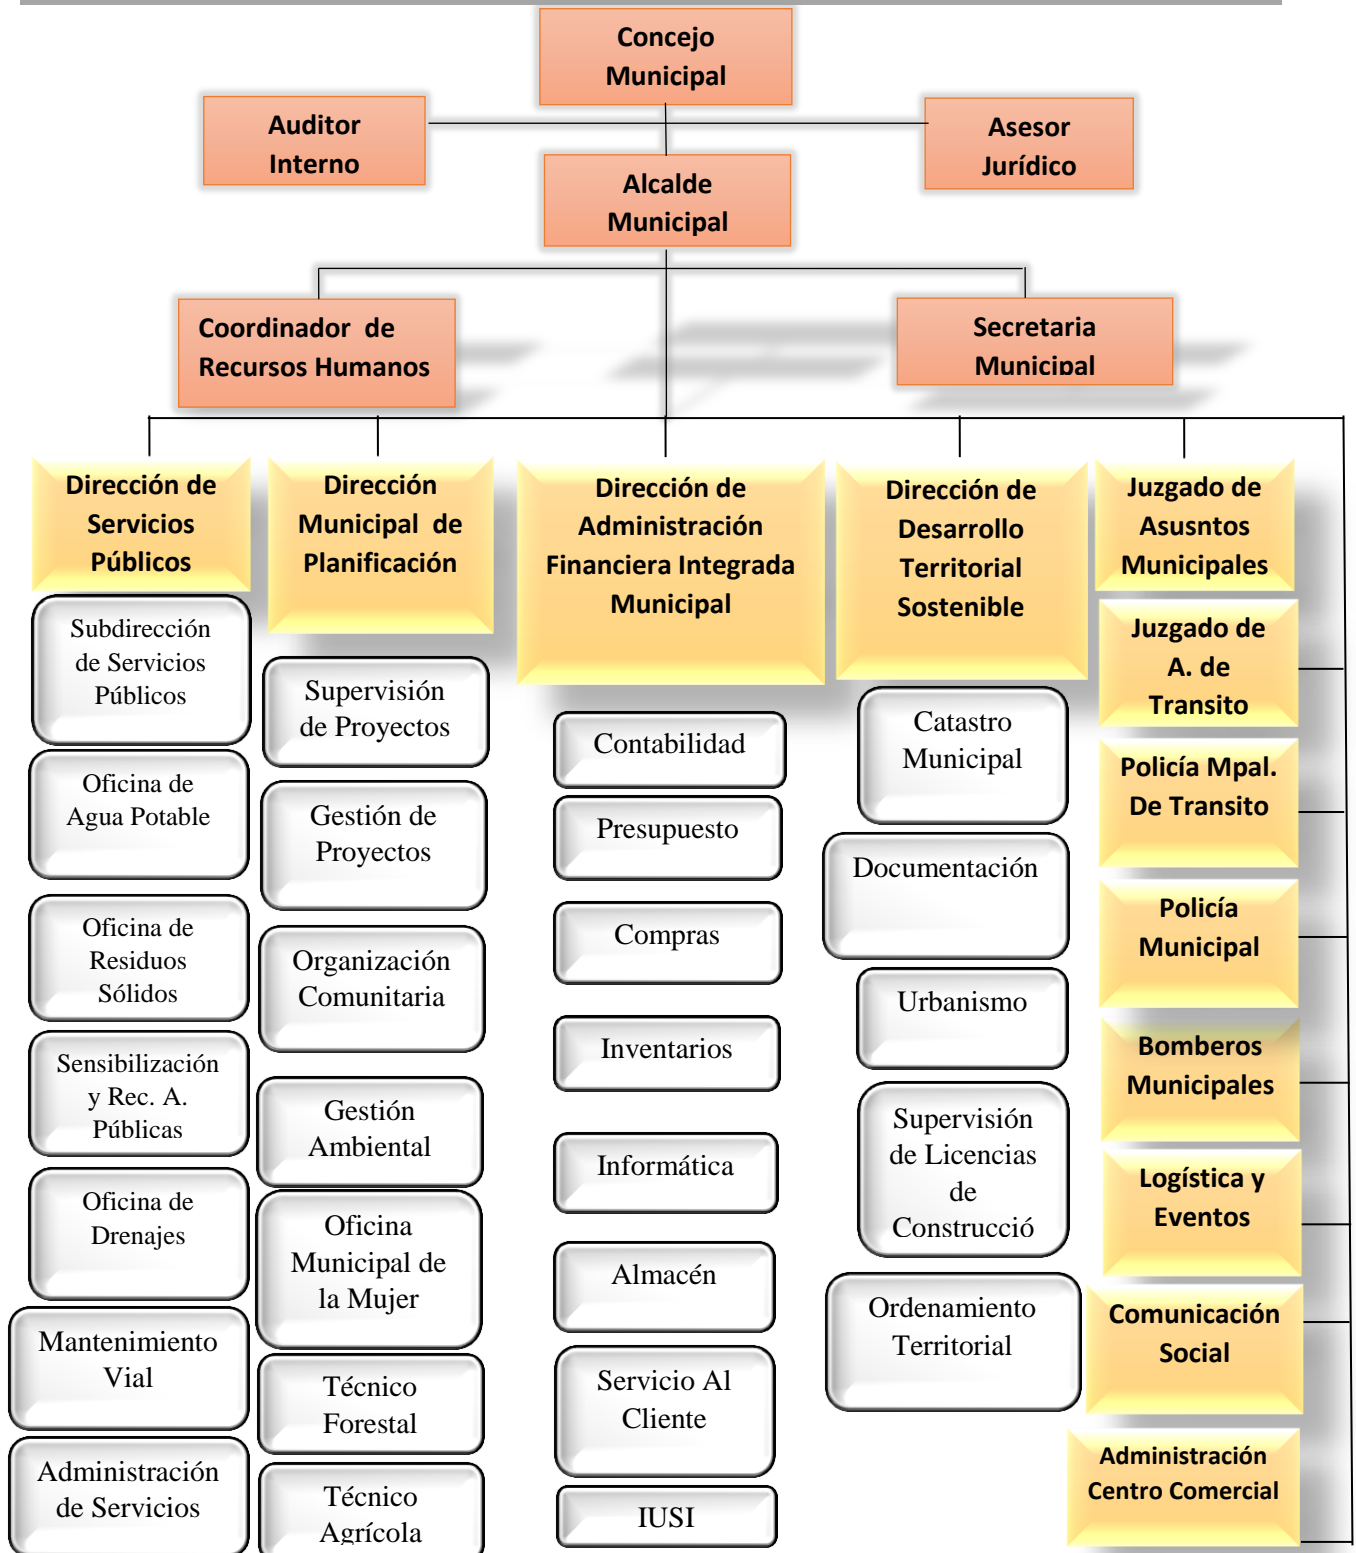 Concejo
Municipal
Auditor
Interno
Asesor
Jurídico
Alcalde
Municipal
Coordinador de
Recursos Humanos
Secretaria
Municipal
Dirección de
Servicios
Públicos
Subdirección
de Servicios
Públicos
Oficina de
Agua Potable
Oficina de
Residuos
Sólidos
Sensibilización
y Rec. A.
Públicas
Oficina de
Drenajes
Mantenimiento
Vial
Administración
de Servicios
Dirección
Municipal de
Planificación
Supervisión
de Proyectos
Gestión de
Proyectos
Organización
Comunitaria
Gestión
Ambiental
Oficina
Municipal de
la Mujer
Técnico
Forestal
Técnico
Agrícola
Dirección de
Administración
Financiera Integrada
Municipal
Contabilidad
Presupuesto
Compras
Inventarios
Informática
Almacén
Servicio Al
Cliente
IUSI
Dirección de
Desarrollo
Territorial
Sostenible
Catastro
Municipal
Documentación
Urbanismo
Supervisión
de Licencias
de
Construcció
Ordenamiento
Territorial
Juzgado de
Asusntos
Municipales
Juzgado de
A. de
Transito
Policía Mpal.
De Transito
Policía
Municipal
Bomberos
Municipales
Logística y
Eventos
Comunicación
Social
Administración
Centro Comercial